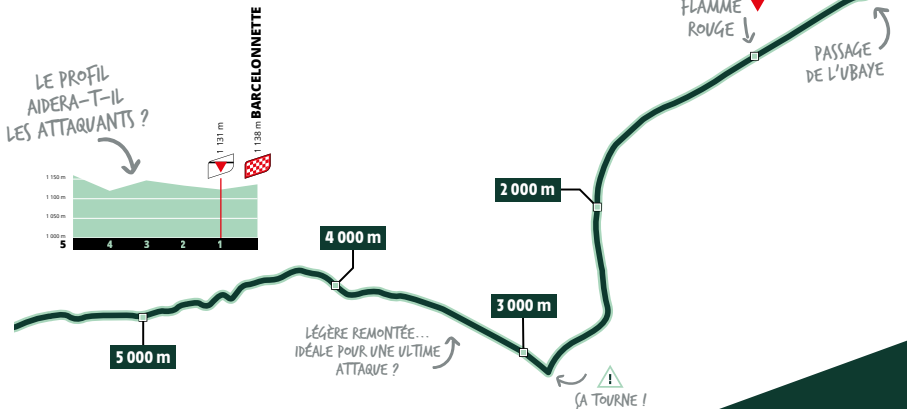 FLAMME
ROUGE
PASSAGE
DE L'UBAYE
LE PROFIL
AIDERA-T-IL
LES ATTAQUANTS ?
1 131 m
1 138 m BARCELONNETTE
1 150 m
1 100 m
1 050 m
1 000 m
5 4 3 2 1
2 000 m
4 000 m
3 000 m
5 000 m
LÉGÈRE REMONTÉE...
IDÉALE POUR UNE ULTIME
ATTAQUE ?
!
ÇA TOURNE !